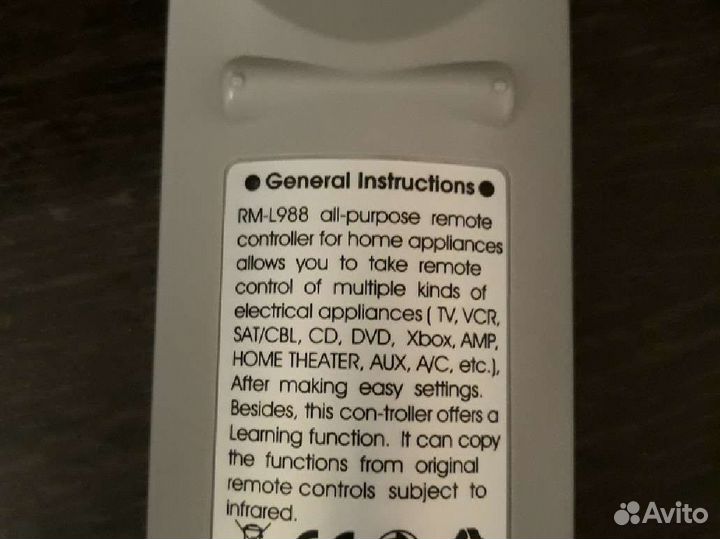 ● General Instructions ●
RM-L988 all-purpose remote
controller for home appliances
allows you to take remote
control of multiple kinds of
electrical appliances ( TV, VCR,
SAT/CBL, CD, DVD, Xbox, AMP,
HOME THEATER, AUX, A/C, etc.),
After making easy settings.
Besides, this con-troller offers a
Learning function. It can copy
the functions from original
remote controls subject to
infrared.
CE
Avito